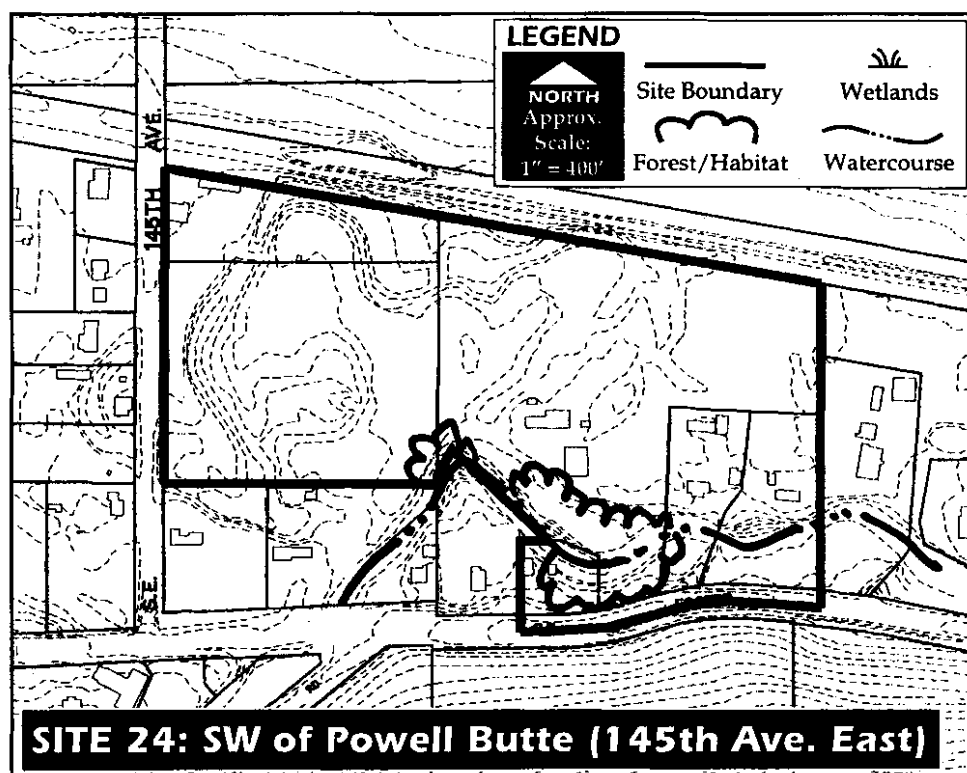 LEGEND
NORTH
Approx.
Scale:
1" = 400'
Site Boundary
Wetlands
Forest/Habitat
Watercourse
145TH AVE.
S.E.
RD.
SITE 24: SW of Powell Butte (145th Ave. East)